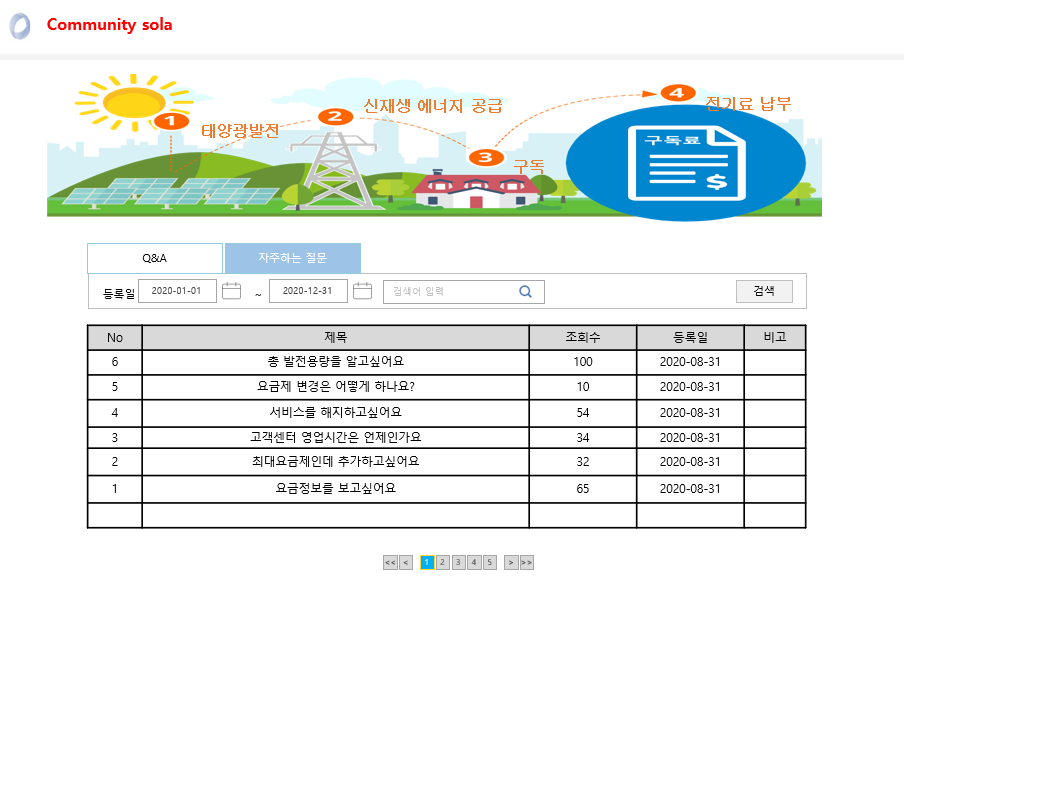 Community sola
1
태양광발전
2
신재생 에너지 공급
3
구독
4
전기료 납부
구독료
$
Q&A
자주하는 질문
등록일
2020-01-01
~
2020-12-31
검색어 입력
검색
No 제목 조회수 등록일 비고
6 총 발전용량을 알고싶어요 100 2020-08-31
5 요금제 변경은 어떻게 하나요? 10 2020-08-31
4 서비스를 해지하고싶어요 54 2020-08-31
3 고객센터 영업시간은 언제인가요 34 2020-08-31
2 최대요금제인데 추가하고싶어요 32 2020-08-31
1 요금정보를 보고싶어요 65 2020-08-31
<< < 1 2 3 4 5 > >>